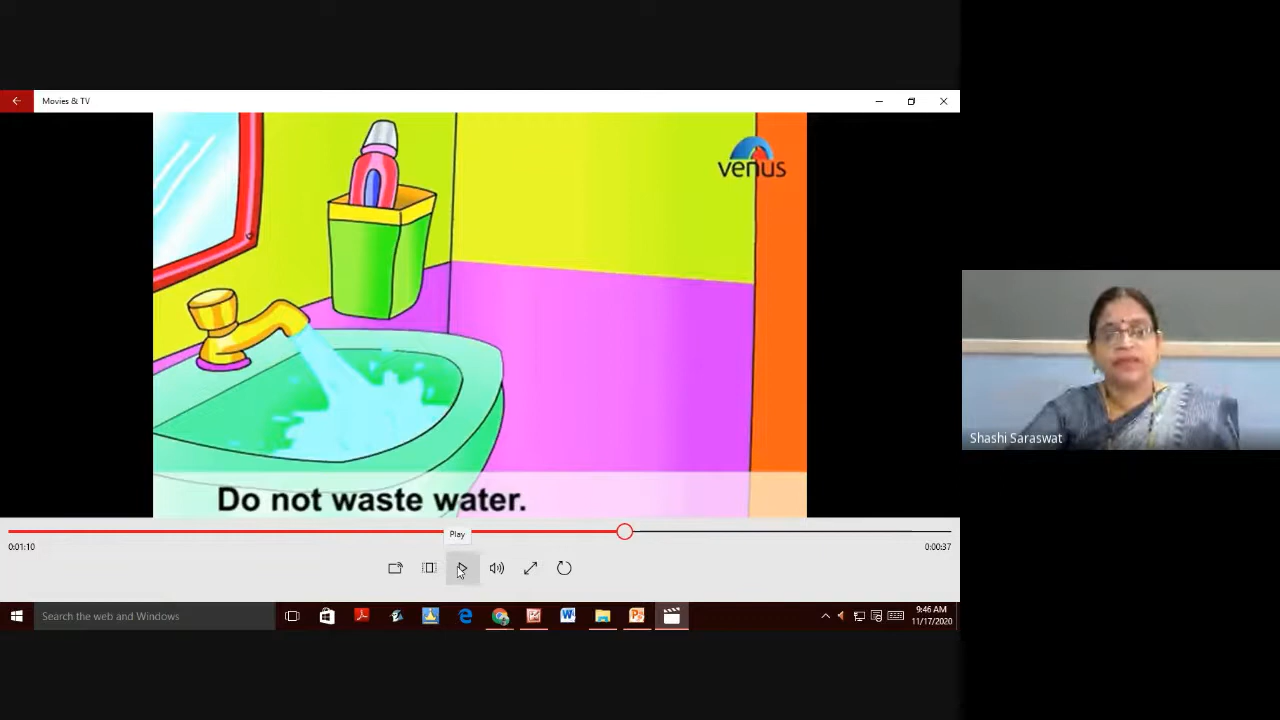 Movies & TV
venus
Do not waste water.
Play
0:01:10
0:00:37
Search the web and Windows
9:46 AM
11/17/2020
Shashi Saraswat